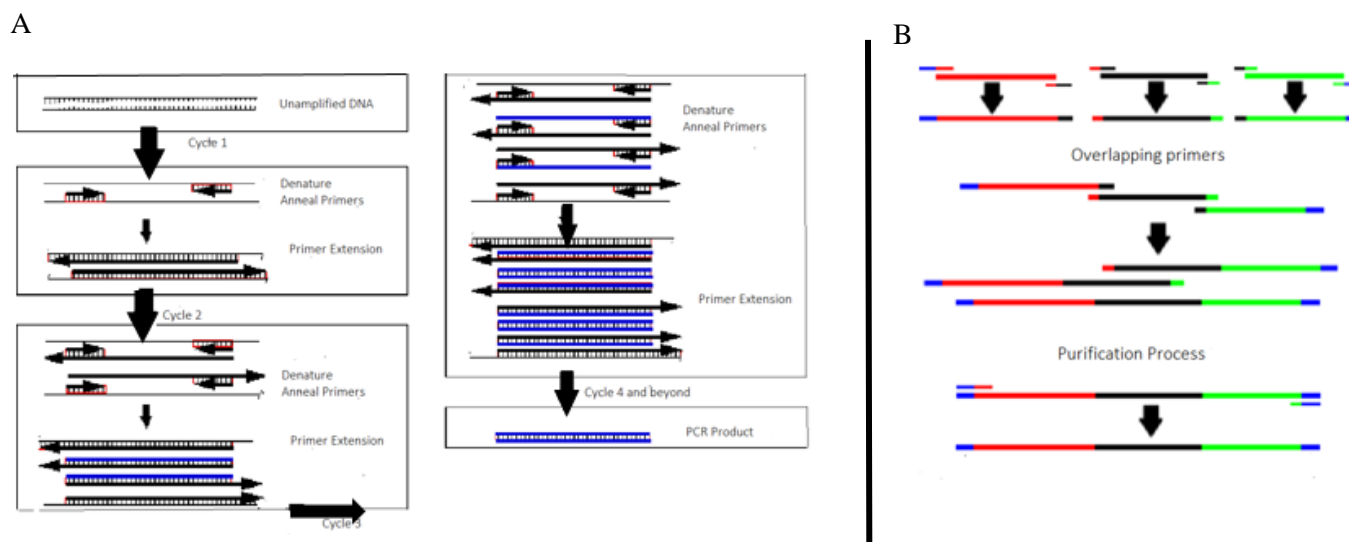 A
Unamplified DNA
Cycle 1
Denature
Anneal Primers
Primer Extension
Cycle 2
Denature
Anneal Primers
Primer Extension
Cycle 3
Denature
Anneal Primers
Primer Extension
Cycle 4 and beyond
PCR Product
B
Overlapping primers
Purification Process